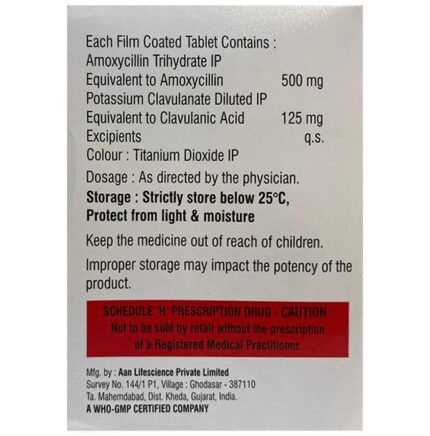 Each Film Coated Tablet Contains :
Amoxycillin Trihydrate IP
Equivalent to Amoxycillin 500 mg
Potassium Clavulanate Diluted IP
Equivalent to Clavulanic Acid 125 mg
Excipients q.s.
Colour : Titanium Dioxide IP
Dosage : As directed by the physician.
Storage : Strictly store below 25°C,
Protect from light & moisture
Keep the medicine out of reach of children.
Improper storage may impact the potency of the
product.
SCHEDULE 'H' PRESCRIPTION DRUG - CAUTION
Not to be sold by retail without the prescription
of a Registered Medical Practitioner.
Mfg. by : Aan Lifescience Private Limited
Survey No. 144/1 P1, Village : Ghodasar - 387110
Ta. Mahemdabad, Dist. Kheda, Gujarat, India.
A WHO-GMP CERTIFIED COMPANY